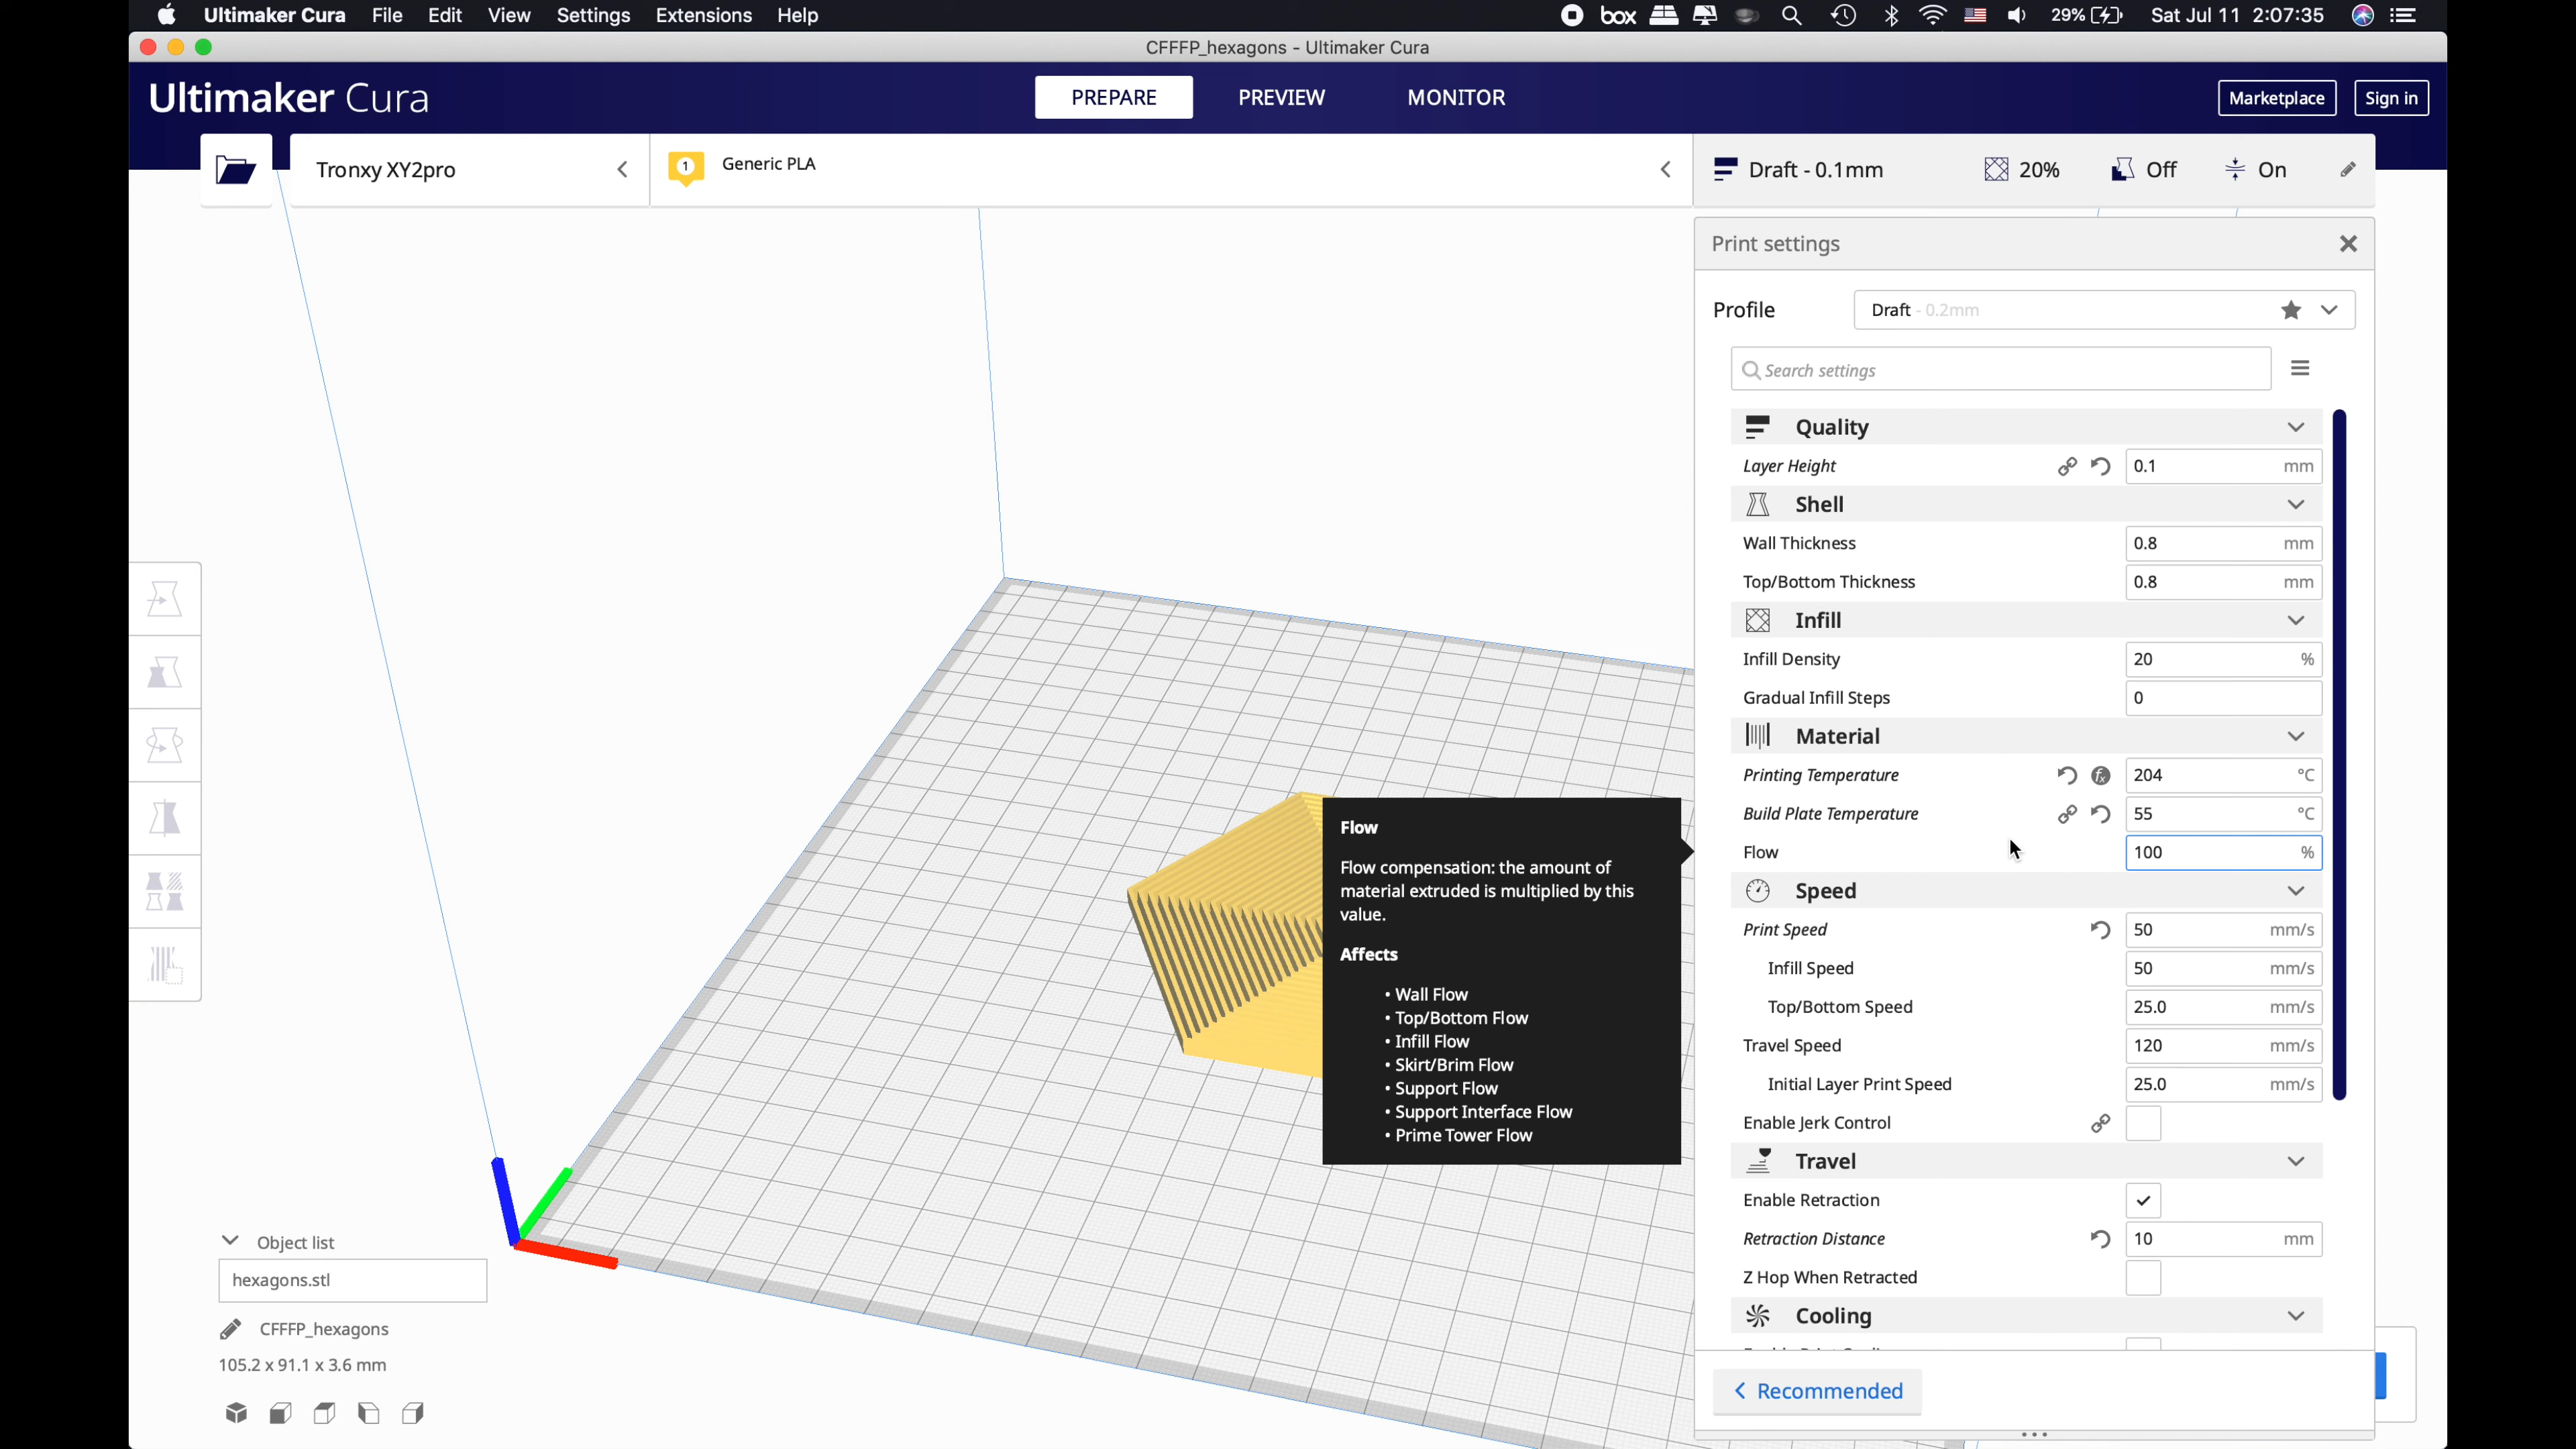 Ultimaker Cura File Edit View Settings Extensions Help box 29% Sat Jul 11 2:07:35
CFFFP_hexagons - Ultimaker Cura
Ultimaker Cura PREPARE PREVIEW MONITOR Marketplace Sign in
Tronxy XY2pro 1 Generic PLA Draft - 0.1mm 20% Off On
Print settings
Profile Draft - 0.2mm
Search settings
Quality
Layer Height 0.1 mm
Shell
Wall Thickness 0.8 mm
Top/Bottom Thickness 0.8 mm
Infill
Infill Density 20 %
Gradual Infill Steps 0
Material
Printing Temperature 204 °C
Build Plate Temperature 55 °C
Flow 100 %
Speed
Print Speed 50 mm/s
Infill Speed 50 mm/s
Top/Bottom Speed 25.0 mm/s
Travel Speed 120 mm/s
Initial Layer Print Speed 25.0 mm/s
Enable Jerk Control
Travel
Enable Retraction
Retraction Distance 10 mm
Z Hop When Retracted
Cooling
Recommended
Flow
Flow compensation: the amount of
material extruded is multiplied by this
value.
Affects
• Wall Flow
• Top/Bottom Flow
• Infill Flow
• Skirt/Brim Flow
• Support Flow
• Support Interface Flow
• Prime Tower Flow
Object list
hexagons.stl
CFFFP_hexagons
105.2 x 91.1 x 3.6 mm